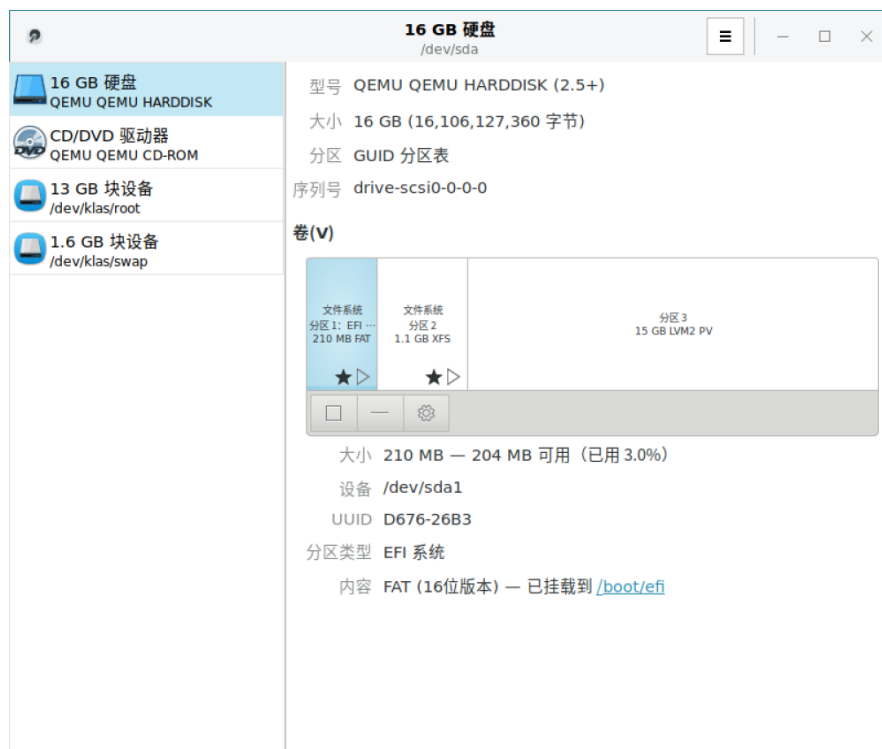 16 GB 硬盘
/dev/sda
16 GB 硬盘
QEMU QEMU HARDDISK
CD/DVD 驱动器
QEMU QEMU CD-ROM
13 GB 块设备
/dev/klas/root
1.6 GB 块设备
/dev/klas/swap
型号 QEMU QEMU HARDDISK (2.5+)
大小 16 GB (16,106,127,360 字节)
分区 GUID 分区表
序列号 drive-scsi0-0-0-0
卷(V)
文件系统
分区 1: EFI …
210 MB FAT
文件系统
分区 2
1.1 GB XFS
分区 3
15 GB LVM2 PV
大小 210 MB — 204 MB 可用（已用 3.0%）
设备 /dev/sda1
UUID D676-26B3
分区类型 EFI 系统
内容 FAT (16位版本) — 已挂载到 /boot/efi
DVD